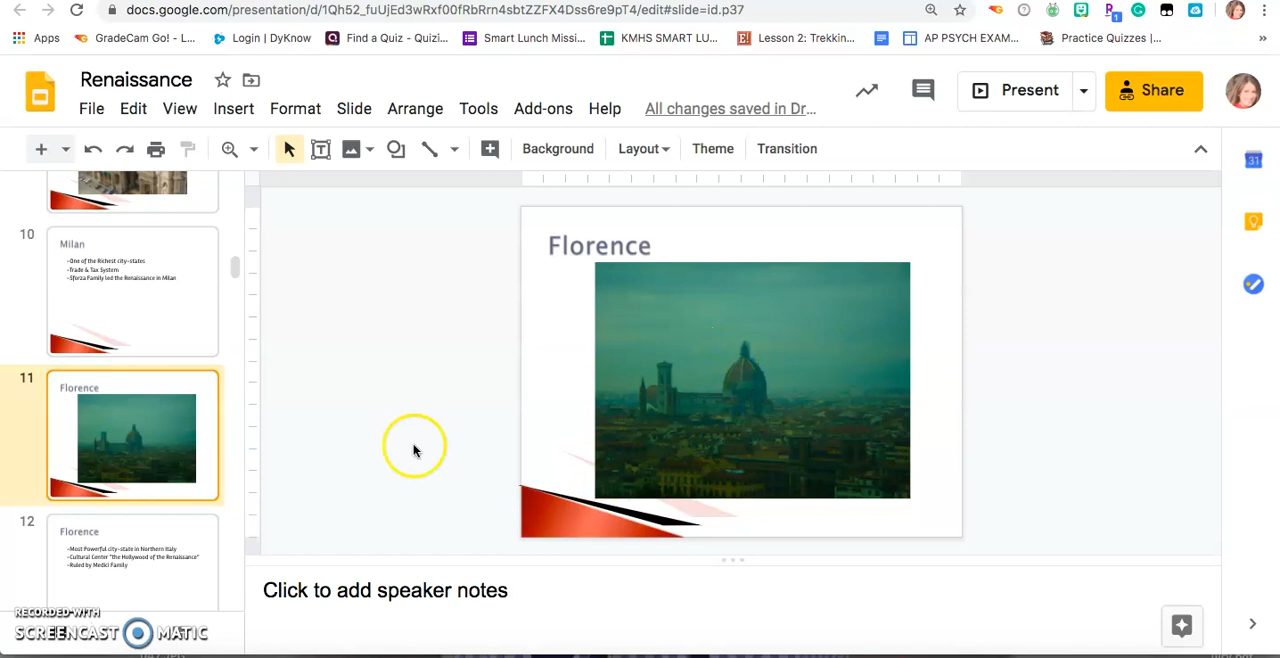 docs.google.com/presentation/d/1Qh52_fuUjEd3wRxf00fRbRrn4sbtZZFX4Dss6re9pT4/edit#slide=id.p37
Apps GradeCam Go! - L... Login | DyKnow Find a Quiz - Quizi... Smart Lunch Missi... KMHS SMART LU... Lesson 2: Trekkin... AP PSYCH EXAM... Practice Quizzes |... »
Renaissance
File Edit View Insert Format Slide Arrange Tools Add-ons Help All changes saved in Dr...
Present Share
Background Layout Theme Transition
31
10
Milan
-One of the Richest city-states
-Trade & Tax System
-Sforza Family led the Renaissance in Milan
11
Florence
12
Florence
-Most Powerful city-state in Northern Italy
-Cultural Center "the Hollywood of the Renaissance"
-Ruled by Medici Family
Florence
Click to add speaker notes
RECORDED WITH
SCREENCAST MATIC